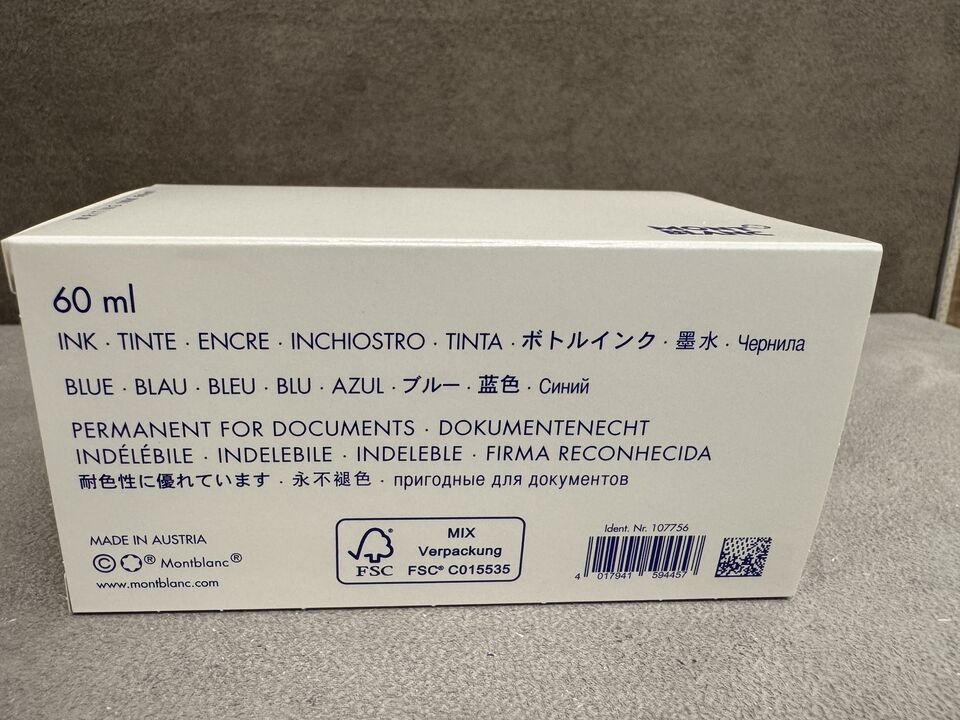 MONT
BLANC
60 ml
INK · TINTE · ENCRE · INCHIOSTRO · TINTA · ボトルインク · 墨水 · Чернила
BLUE · BLAU · BLEU · BLU · AZUL · ブルー · 蓝色 · Синий
PERMANENT FOR DOCUMENTS · DOKUMENTENECHT
INDÉLÉBILE · INDELEBILE · INDELEBLE · FIRMA RECONHECIDA
耐色性に優れています · 永不褪色 · пригодные для документов
MADE IN AUSTRIA
© ® Montblanc®
www.montblanc.com
FSC®
MIX
Verpackung
FSC® C015535
Ident. Nr. 107756
4 017941 594457